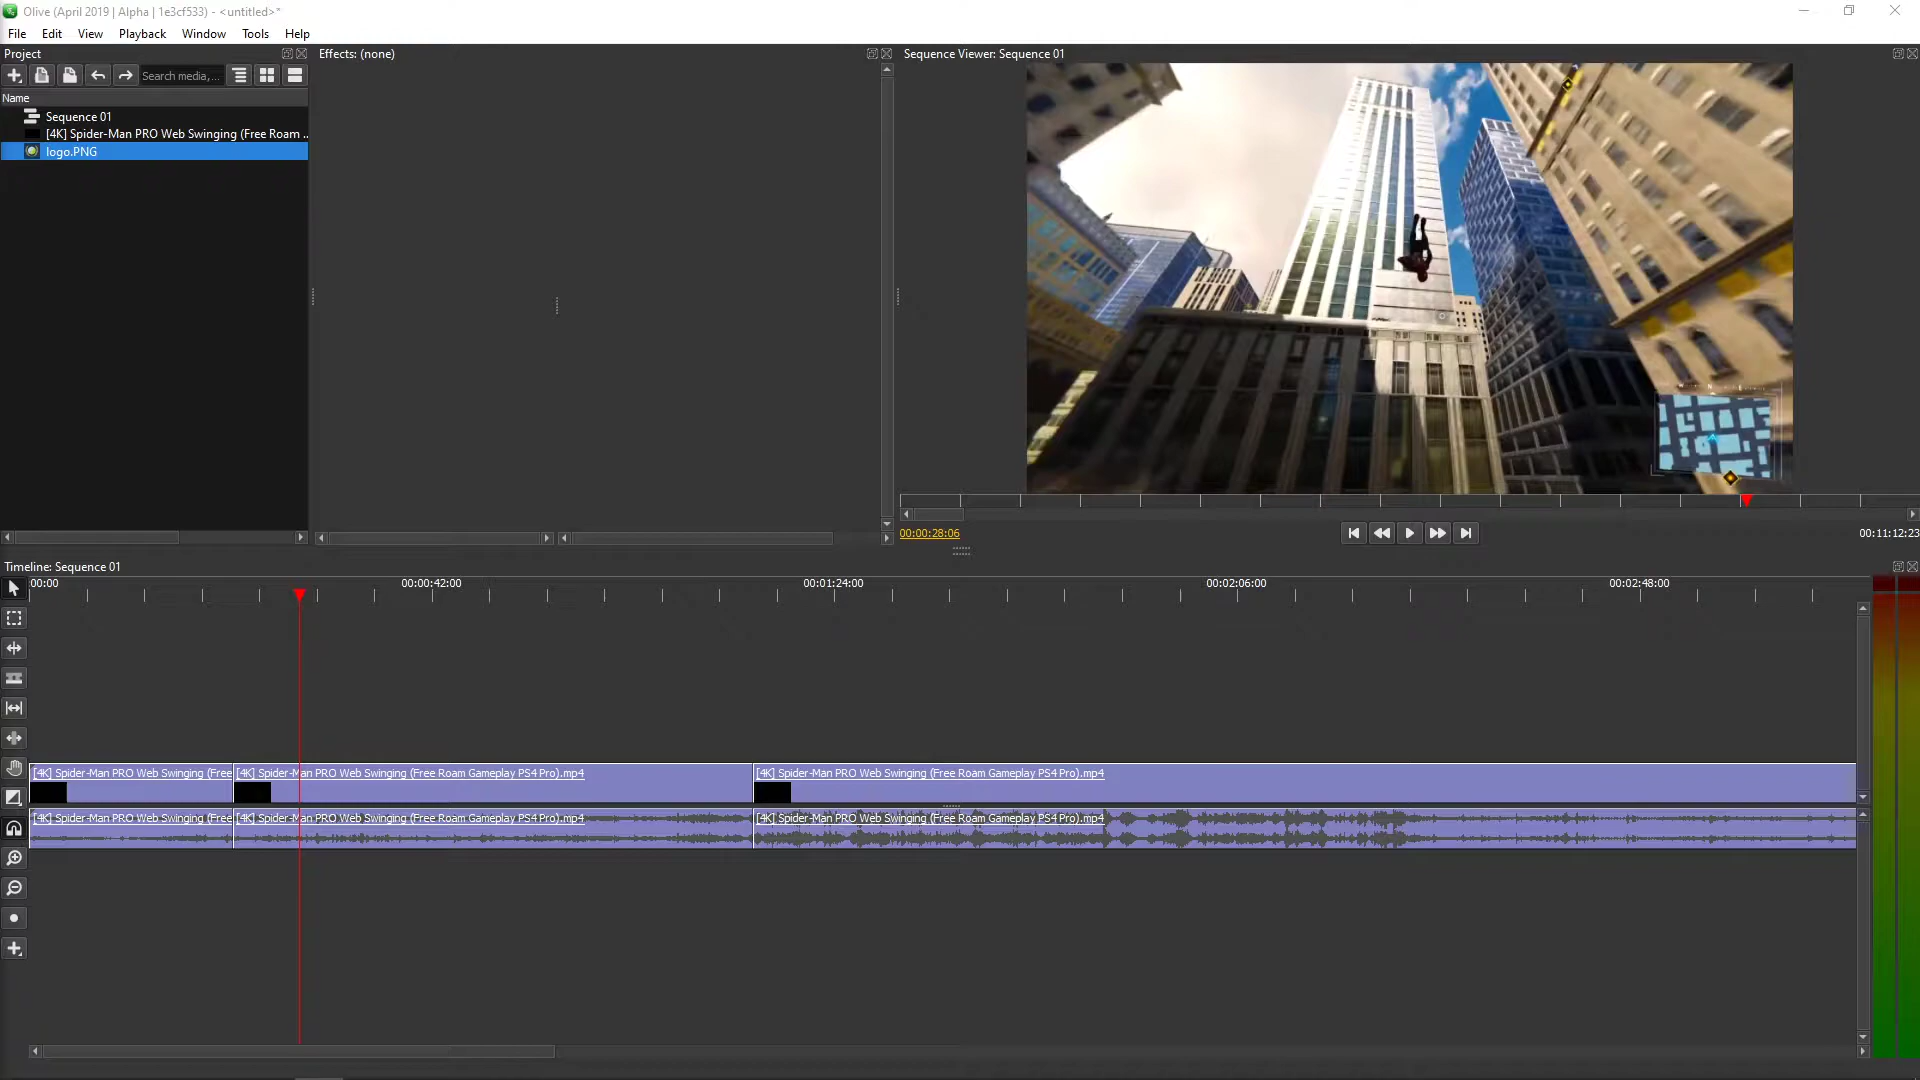 Olive (April 2019 | Alpha | 1e3cf533) - <untitled>*
File Edit View Playback Window Tools Help
Project
Effects: (none)
Sequence Viewer: Sequence 01
Search media,...
Name
Sequence 01
[4K] Spider-Man PRO Web Swinging (Free Roam ..
logo.PNG
00:00:28:06
00:11:12:23
Timeline: Sequence 01
00:00 00:00:42:00 00:01:24:00 00:02:06:00 00:02:48:00
[4K] Spider-Man PRO Web Swinging (Free [4K] Spider-Man PRO Web Swinging (Free Roam Gameplay PS4 Pro).mp4 [4K] Spider-Man PRO Web Swinging (Free Roam Gameplay PS4 Pro).mp4
[4K] Spider-Man PRO Web Swinging (Free [4K] Spider-Man PRO Web Swinging (Free Roam Gameplay PS4 Pro).mp4 [4K] Spider-Man PRO Web Swinging (Free Roam Gameplay PS4 Pro).mp4